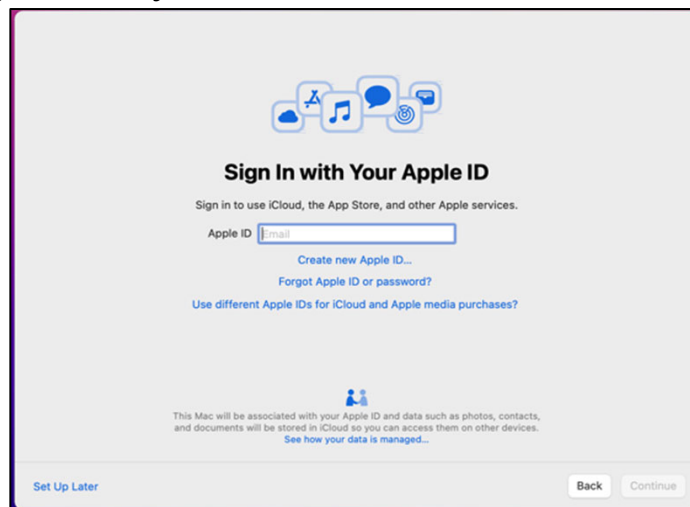 Sign In with Your Apple ID
Sign in to use iCloud, the App Store, and other Apple services.
Apple ID Email
Create new Apple ID...
Forgot Apple ID or password?
Use different Apple IDs for iCloud and Apple media purchases?
This Mac will be associated with your Apple ID and data such as photos, contacts,
and documents will be stored in iCloud so you can access them on other devices.
See how your data is managed...
Set Up Later Back Continue